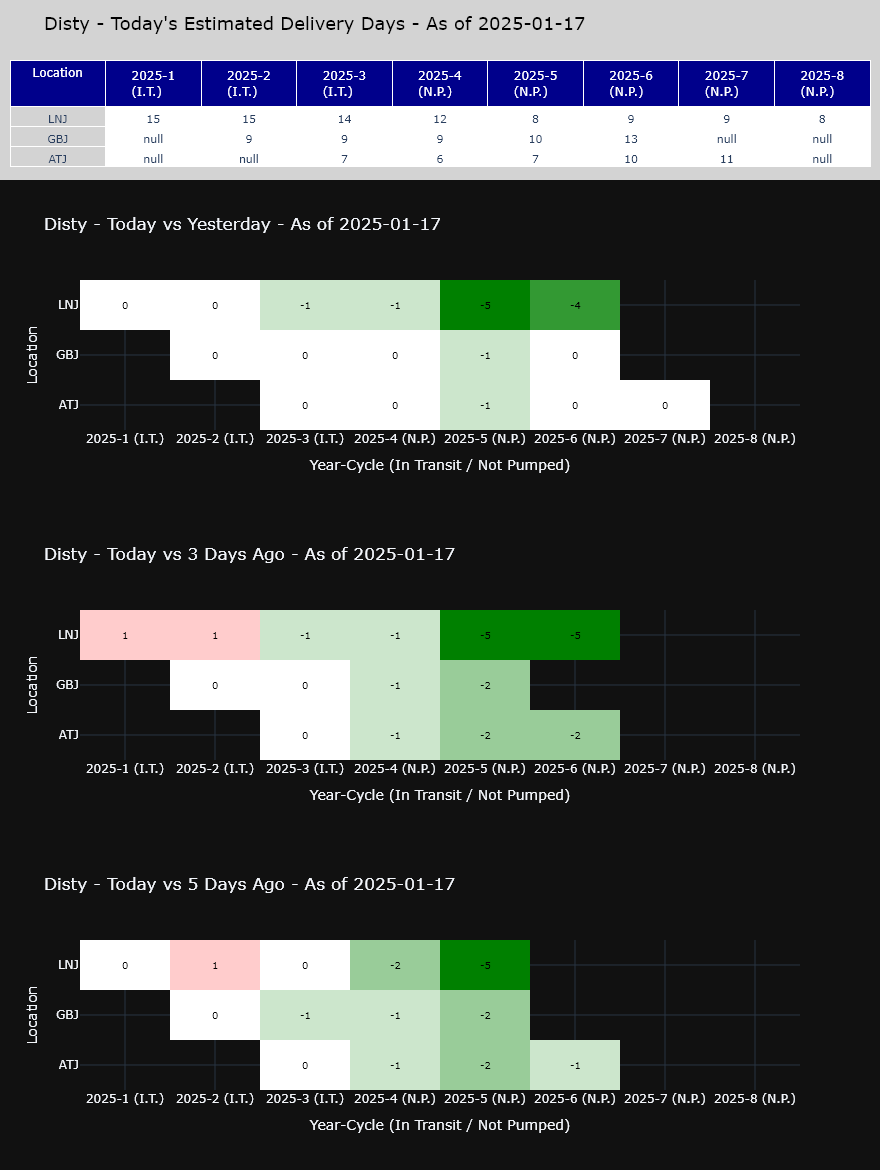 Disty - Today's Estimated Delivery Days - As of 2025-01-17
Location 2025-1 (I.T.) 2025-2 (I.T.) 2025-3 (I.T.) 2025-4 (N.P.) 2025-5 (N.P.) 2025-6 (N.P.) 2025-7 (N.P.) 2025-8 (N.P.)
LNJ 15 15 14 12 8 9 9 8
GBJ null 9 9 9 10 13 null null
ATJ null null 7 6 7 10 11 null
Disty - Today vs Yesterday - As of 2025-01-17
LNJ 0 0 -1 -1 -5 -4
GBJ 0 0 0 -1 0
ATJ 0 0 -1 0 0
Location
2025-1 (I.T.) 2025-2 (I.T.) 2025-3 (I.T.) 2025-4 (N.P.) 2025-5 (N.P.) 2025-6 (N.P.) 2025-7 (N.P.) 2025-8 (N.P.)
Year-Cycle (In Transit / Not Pumped)
Disty - Today vs 3 Days Ago - As of 2025-01-17
LNJ 1 1 -1 -1 -5 -5
GBJ 0 0 -1 -2
ATJ 0 -1 -2 -2
Location
2025-1 (I.T.) 2025-2 (I.T.) 2025-3 (I.T.) 2025-4 (N.P.) 2025-5 (N.P.) 2025-6 (N.P.) 2025-7 (N.P.) 2025-8 (N.P.)
Year-Cycle (In Transit / Not Pumped)
Disty - Today vs 5 Days Ago - As of 2025-01-17
LNJ 0 1 0 -2 -5
GBJ 0 -1 -1 -2
ATJ 0 -1 -2 -1
Location
2025-1 (I.T.) 2025-2 (I.T.) 2025-3 (I.T.) 2025-4 (N.P.) 2025-5 (N.P.) 2025-6 (N.P.) 2025-7 (N.P.) 2025-8 (N.P.)
Year-Cycle (In Transit / Not Pumped)